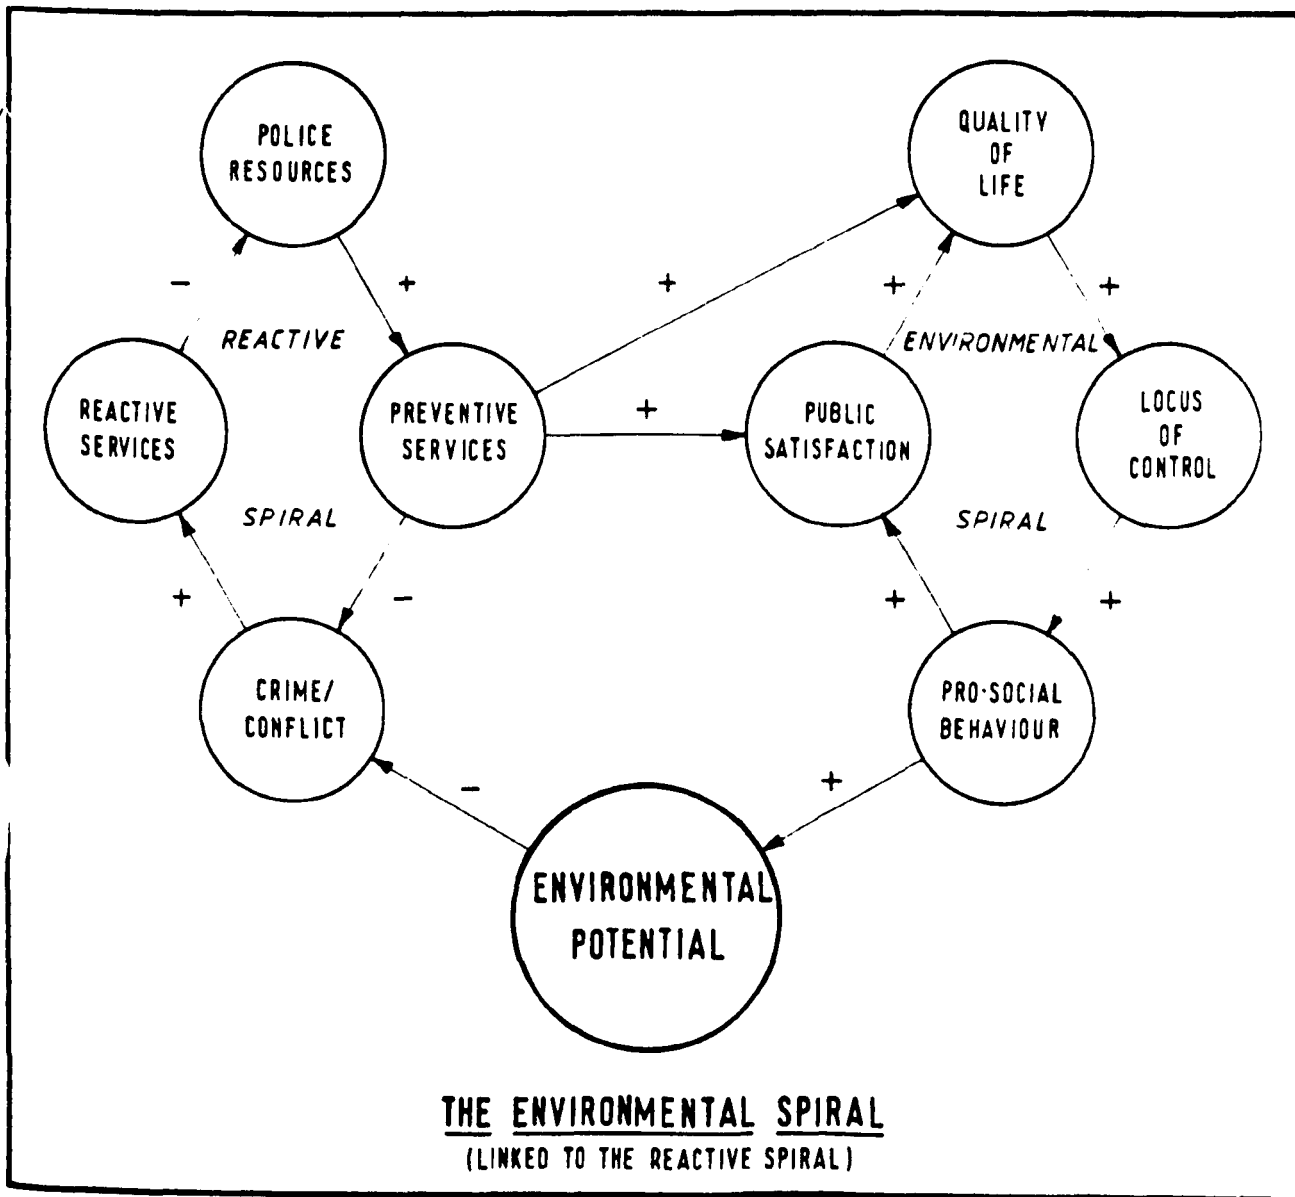 POLICE
RESOURCES
QUALITY
OF
LIFE
-
+
+
+
+
REACTIVE
ENVIRONMENTAL
REACTIVE
SERVICES
PREVENTIVE
SERVICES
+
PUBLIC
SATISFACTION
LOCUS
OF
CONTROL
SPIRAL
SPIRAL
+
-
+
+
CRIME/
CONFLICT
PRO-SOCIAL
BEHAVIOUR
-
+
ENVIRONMENTAL
POTENTIAL
THE ENVIRONMENTAL SPIRAL
(LINKED TO THE REACTIVE SPIRAL)